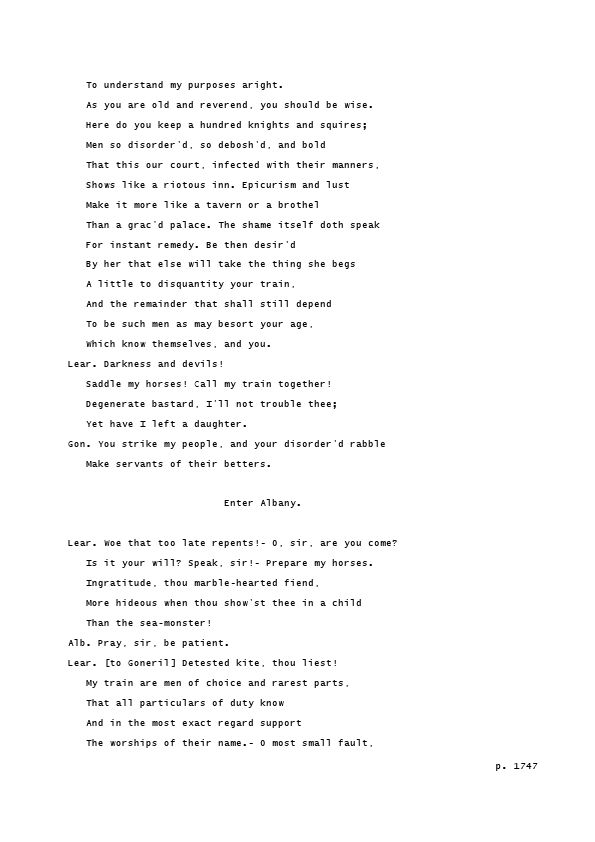 To understand my purposes aright.
As you are old and reverend, you should be wise.
Here do you keep a hundred knights and squires;
Men so disorder'd, so debosh'd, and bold
That this our court, infected with their manners,
Shows like a riotous inn. Epicurism and lust
Make it more like a tavern or a brothel
Than a grac'd palace. The shame itself doth speak
For instant remedy. Be then desir'd
By her that else will take the thing she begs
A little to disquantity your train,
And the remainder that shall still depend
To be such men as may besort your age,
Which know themselves, and you.
Lear. Darkness and devils!
Saddle my horses! Call my train together!
Degenerate bastard, I'll not trouble thee;
Yet have I left a daughter.
Gon. You strike my people, and your disorder'd rabble
Make servants of their betters.
Enter Albany.
Lear. Woe that too late repents!- O, sir, are you come?
Is it your will? Speak, sir!- Prepare my horses.
Ingratitude, thou marble-hearted fiend,
More hideous when thou show'st thee in a child
Than the sea-monster!
Alb. Pray, sir, be patient.
Lear. [to Goneril] Detested kite, thou liest!
My train are men of choice and rarest parts,
That all particulars of duty know
And in the most exact regard support
The worships of their name.- O most small fault,
p. 1747